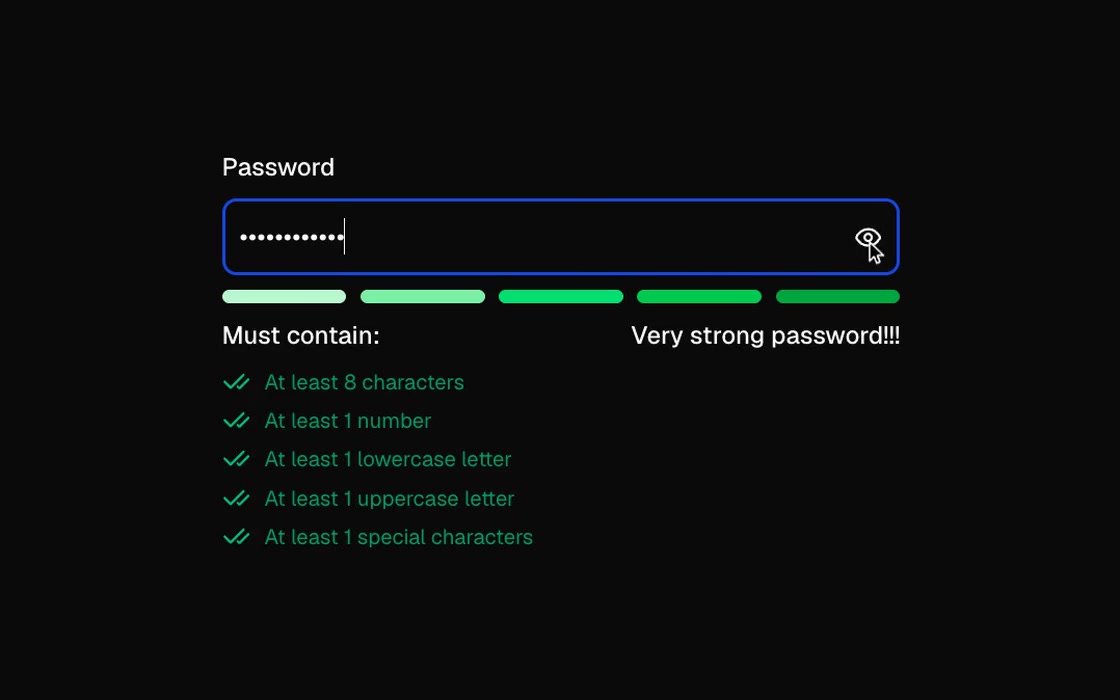 Password
••••••••••••
Must contain:
Very strong password!!!
At least 8 characters
At least 1 number
At least 1 lowercase letter
At least 1 uppercase letter
At least 1 special characters